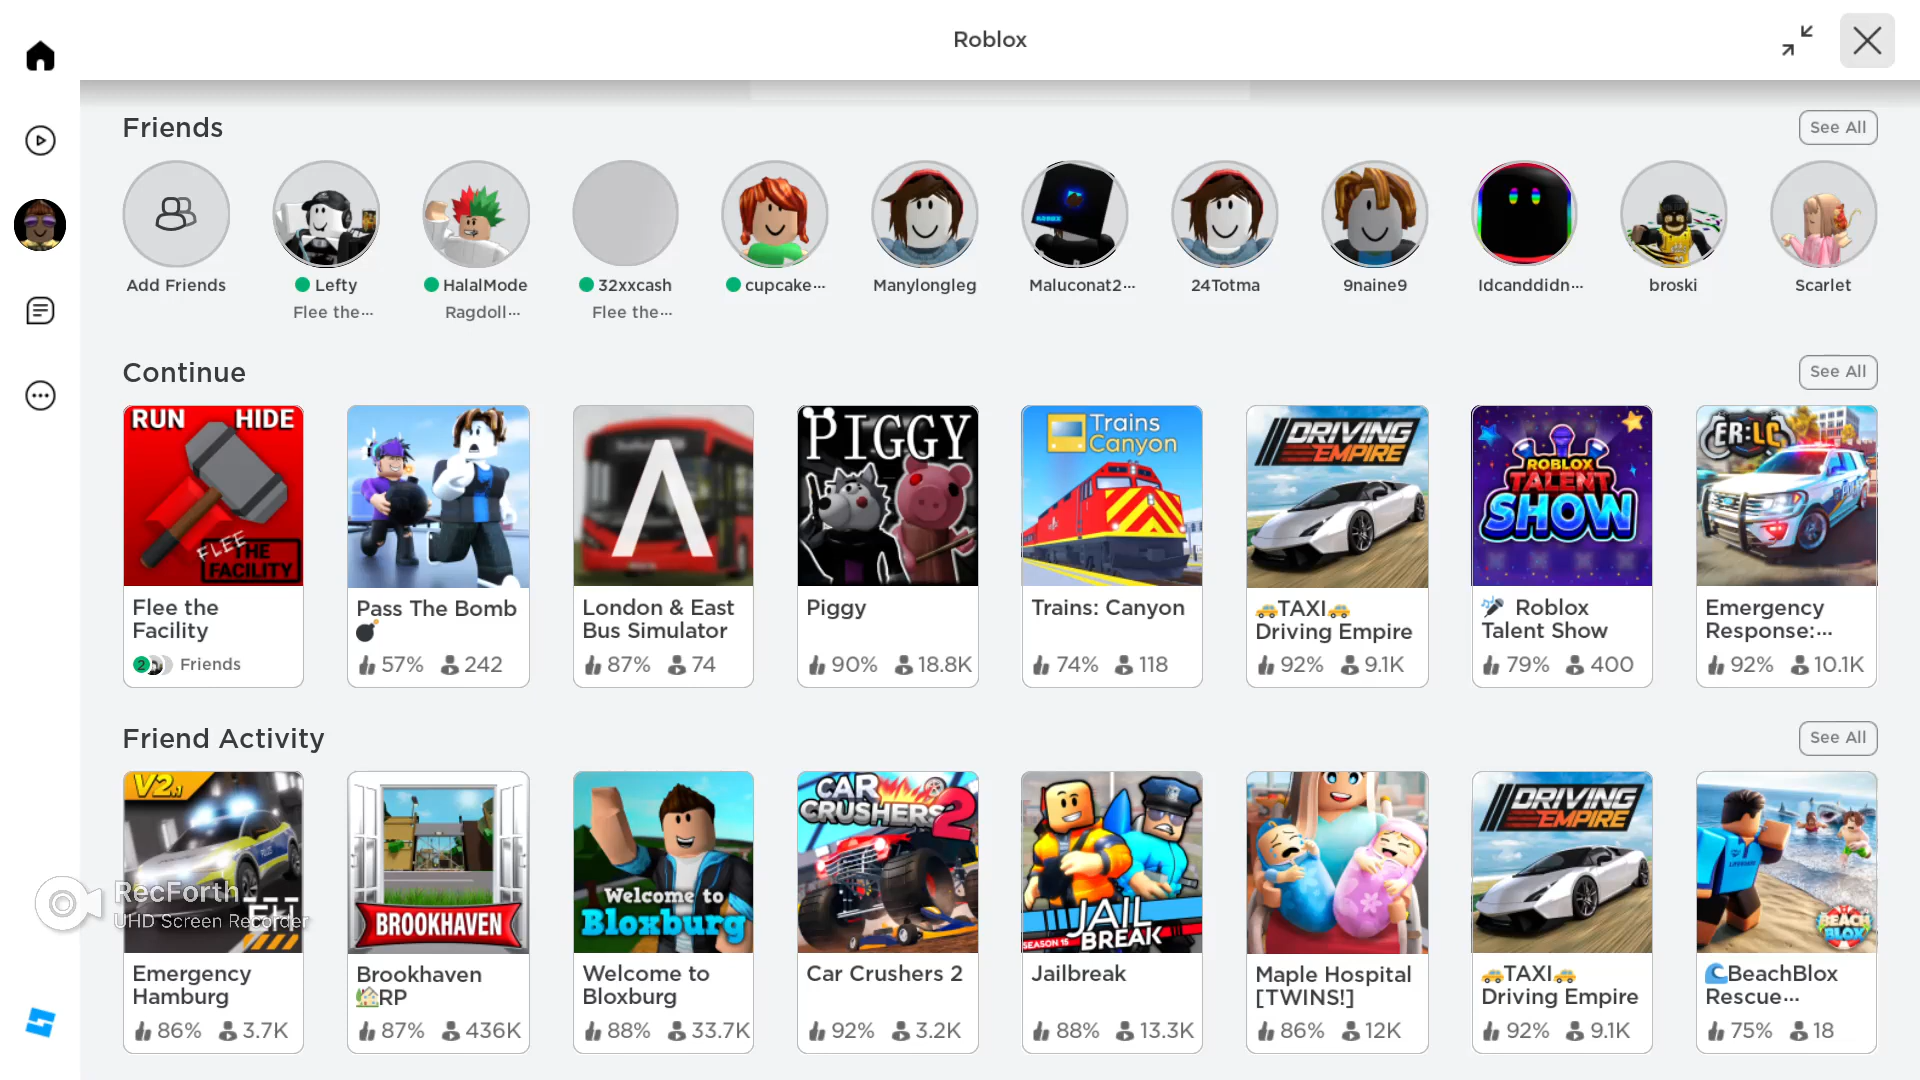 Roblox
Friends
See All
Add Friends
Lefty
HalalMode
32xxcash
cupcake···
Manylongleg
Maluconat2···
24Totma
9naine9
Idcanddidn···
broski
Scarlet
Flee the···
Ragdoll···
Flee the···
Continue
See All
RUN HIDE
FLEE
THE
FACILITY
PIGGY
Trains
Canyon
DRIVING
EMPIRE
ROBLOX
TALENT
SHOW
ER:LC
Flee the
Facility
2 Friends
Pass The Bomb
💣
57% 242
London & East
Bus Simulator
87% 74
Piggy
90% 18.8K
Trains: Canyon
74% 118
🚕TAXI🚕
Driving Empire
92% 9.1K
🎤 Roblox
Talent Show
79% 400
Emergency
Response:···
92% 10.1K
Friend Activity
See All
V2.1
EH
BROOKHAVEN
Welcome to
Bloxburg
CAR
CRUSHERS 2
JAIL
BREAK
SEASON 15
DRIVING
EMPIRE
BEACH
BLOX
RecForth
UHD Screen Recorder
Emergency
Hamburg
86% 3.7K
Brookhaven
🏡RP
87% 436K
Welcome to
Bloxburg
88% 33.7K
Car Crushers 2
92% 3.2K
Jailbreak
88% 13.3K
Maple Hospital
[TWINS!]
86% 12K
🚕TAXI🚕
Driving Empire
92% 9.1K
🌊BeachBlox
Rescue···
75% 18